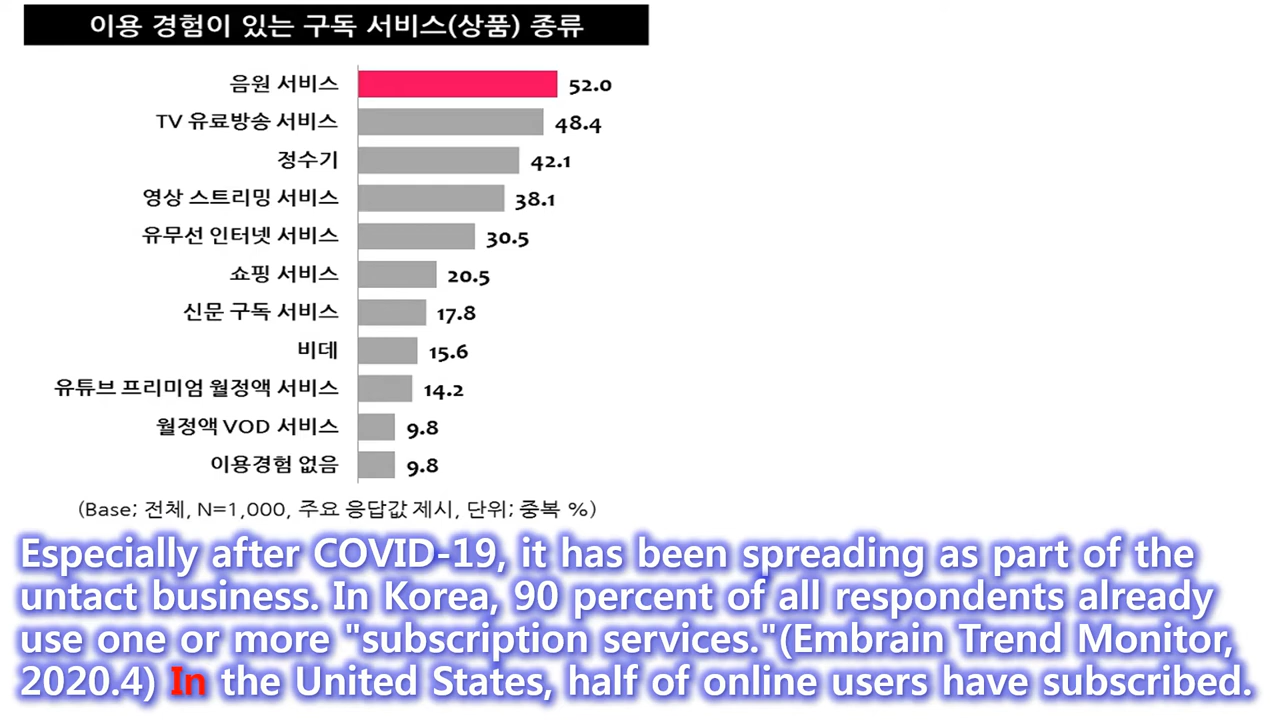 이용 경험이 있는 구독 서비스(상품) 종류
음원 서비스 52.0
TV 유료방송 서비스 48.4
정수기 42.1
영상 스트리밍 서비스 38.1
유무선 인터넷 서비스 30.5
쇼핑 서비스 20.5
신문 구독 서비스 17.8
비데 15.6
유튜브 프리미엄 월정액 서비스 14.2
월정액 VOD 서비스 9.8
이용경험 없음 9.8
(Base; 전체, N=1,000, 주요 응답값 제시, 단위; 중복 %)
Especially after COVID-19, it has been spreading as part of the
untact business. In Korea, 90 percent of all respondents already
use one or more "subscription services."(Embrain Trend Monitor,
2020.4) In the United States, half of online users have subscribed.